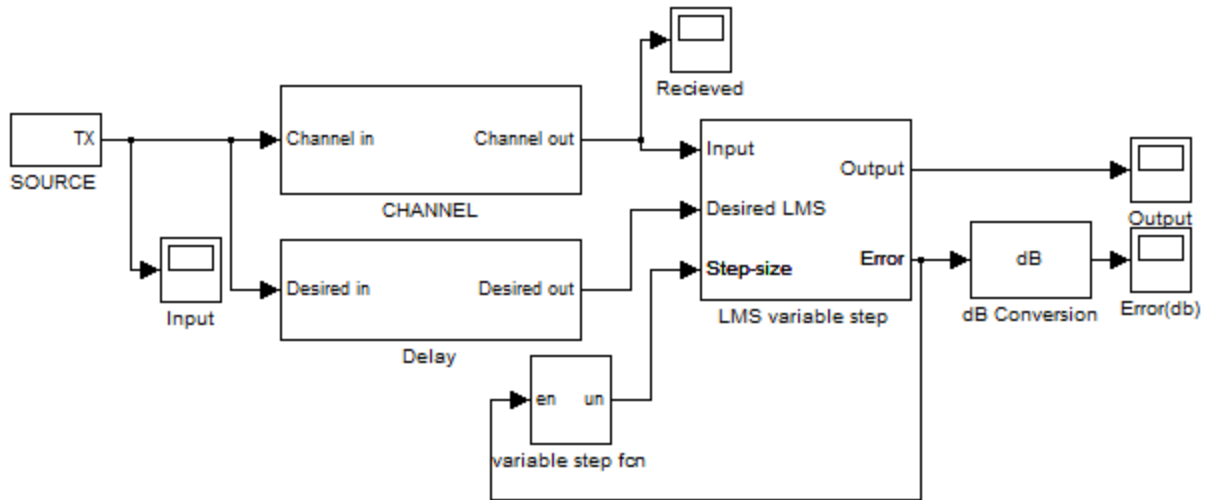 Recieved
TX
SOURCE
Channel in
Channel out
CHANNEL
Input
Desired LMS
Step-size
Output
Error
LMS variable step
Output
dB
dB Conversion
Error(db)
Input
Desired in
Desired out
Delay
en
un
variable step fcn